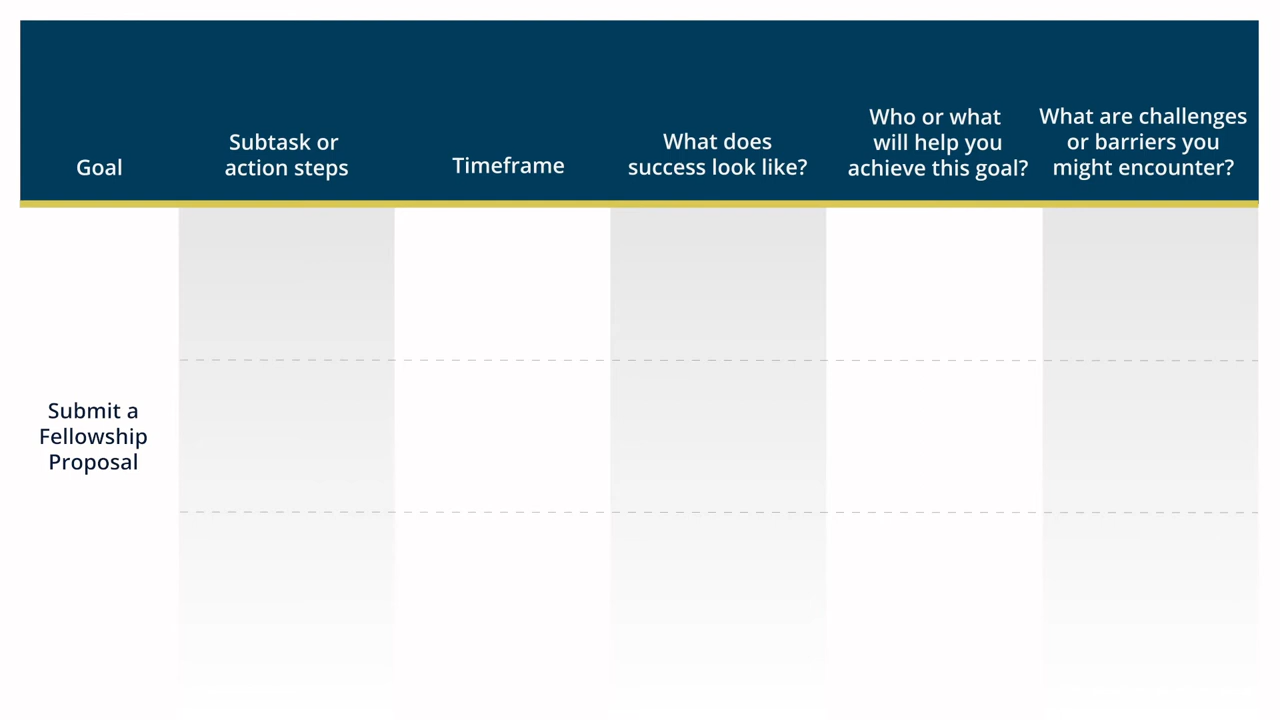 Goal
Subtask or
action steps
Timeframe
What does
success look like?
Who or what
will help you
achieve this goal?
What are challenges
or barriers you
might encounter?
Submit a
Fellowship
Proposal